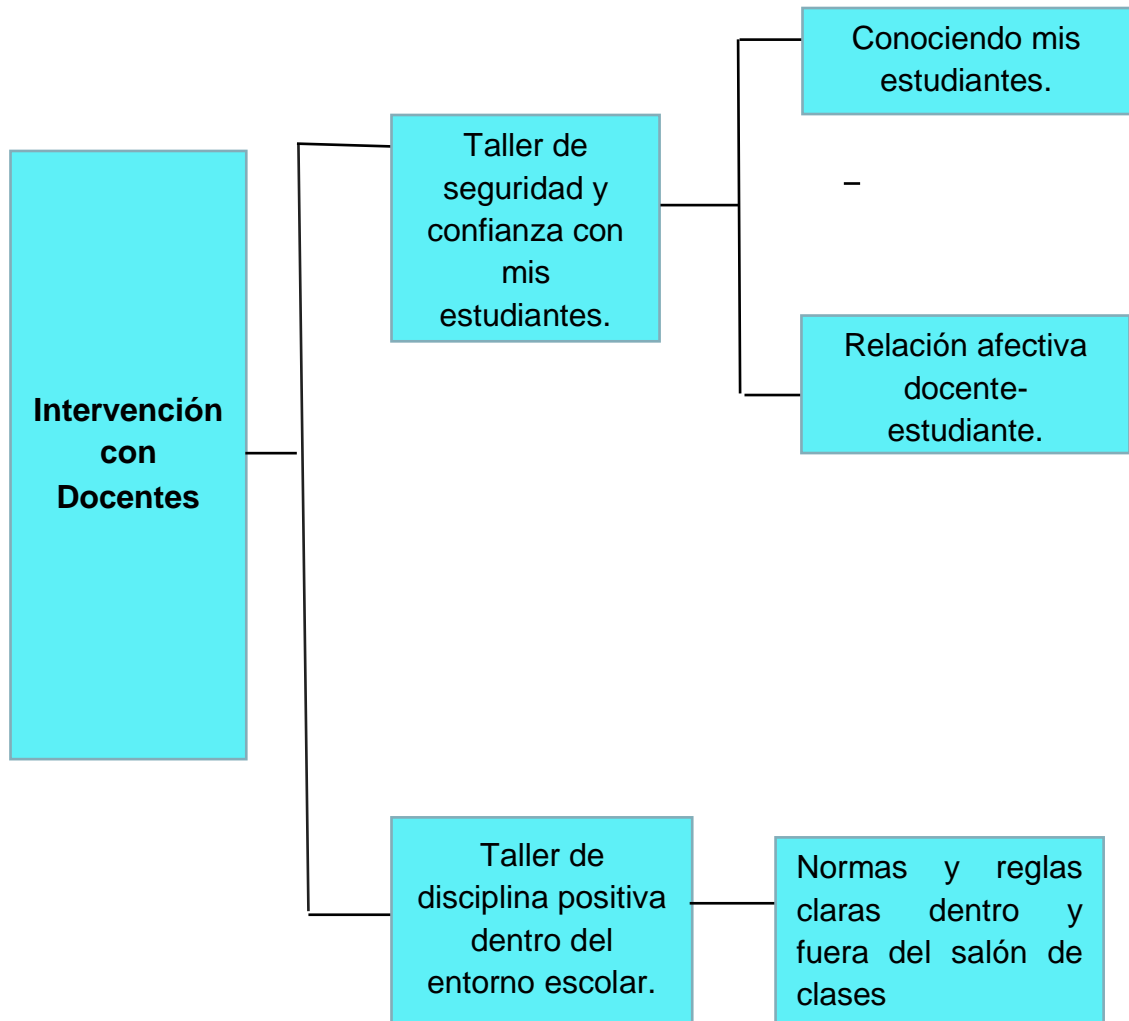 Intervención
con
Docentes
Taller de
seguridad y
confianza con
mis
estudiantes.
Conociendo mis
estudiantes.
–
Relación afectiva
docente-
estudiante.
Taller de
disciplina positiva
dentro del
entorno escolar.
Normas y reglas
claras dentro y
fuera del salón de
clases